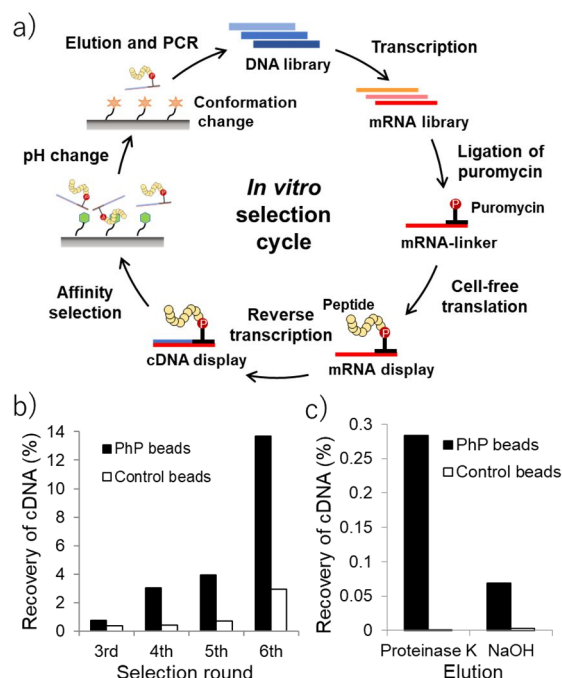 a)
Elution and PCR
DNA library
Transcription
mRNA library
Ligation of
puromycin
P
Puromycin
mRNA-linker
Cell-free
translation
Peptide
P
mRNA display
Reverse
transcription
P
cDNA display
Affinity
selection
pH change
Conformation
change
In vitro
selection
cycle
b)
Recovery of cDNA (%)
14
12
10
8
6
4
2
0
PhP beads
Control beads
3rd 4th 5th 6th
Selection round
c)
Recovery of cDNA (%)
0.3
0.25
0.2
0.15
0.1
0.05
0
PhP beads
Control beads
Proteinase K NaOH
Elution